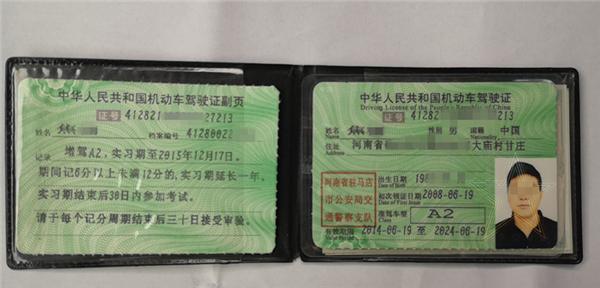 中华人民共和国机动车驾驶证副页
证号 412821 27213
姓名 焦 档案编号 41280022
记录 增驾A2,实习期至2015年12月17日。
期间记6分以上未满12分的,实习期延长一年。
实习期结束后30日内参加考试。
请于每个记分周期结束后三十日接受审验。
中华人民共和国机动车驾驶证
Driving License of the People's Republic of China
证号 41282 27213
姓名 焦 性别 男 国籍 中国
Name Nationality
住址 河南省 大庙村甘庄
Address
出生日期 19
Date of Birth
初次领证日期 2008-06-19
Date of First Issue
准驾车型 A2
Class
有效期限 2014-06-19 至 2024-06-19
Valid Period
河南省驻马店
市公安局交
通警察支队